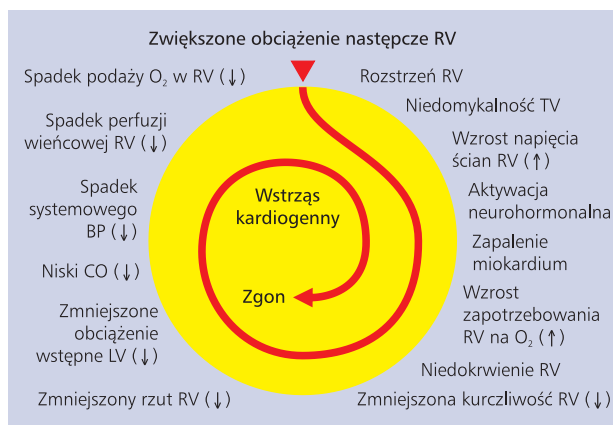 Zwiększone obciążenie następcze RV
Rozstrzeń RV
Niedomykalność TV
Wzrost napięcia
ścian RV (↑)
Aktywacja
neurohormonalna
Zapalenie
miokardium
Wzrost
zapotrzebowania
RV na O₂ (↑)
Niedokrwienie RV
Zmniejszona kurczliwość RV (↓)
Zmniejszony rzut RV (↓)
Zmniejszone
obciążenie
wstępne LV (↓)
Niski CO (↓)
Spadek
systemowego
BP (↓)
Spadek perfuzji
wieńcowej RV (↓)
Spadek podaży O₂ w RV (↓)
Wstrząs
kardiogenny
Zgon